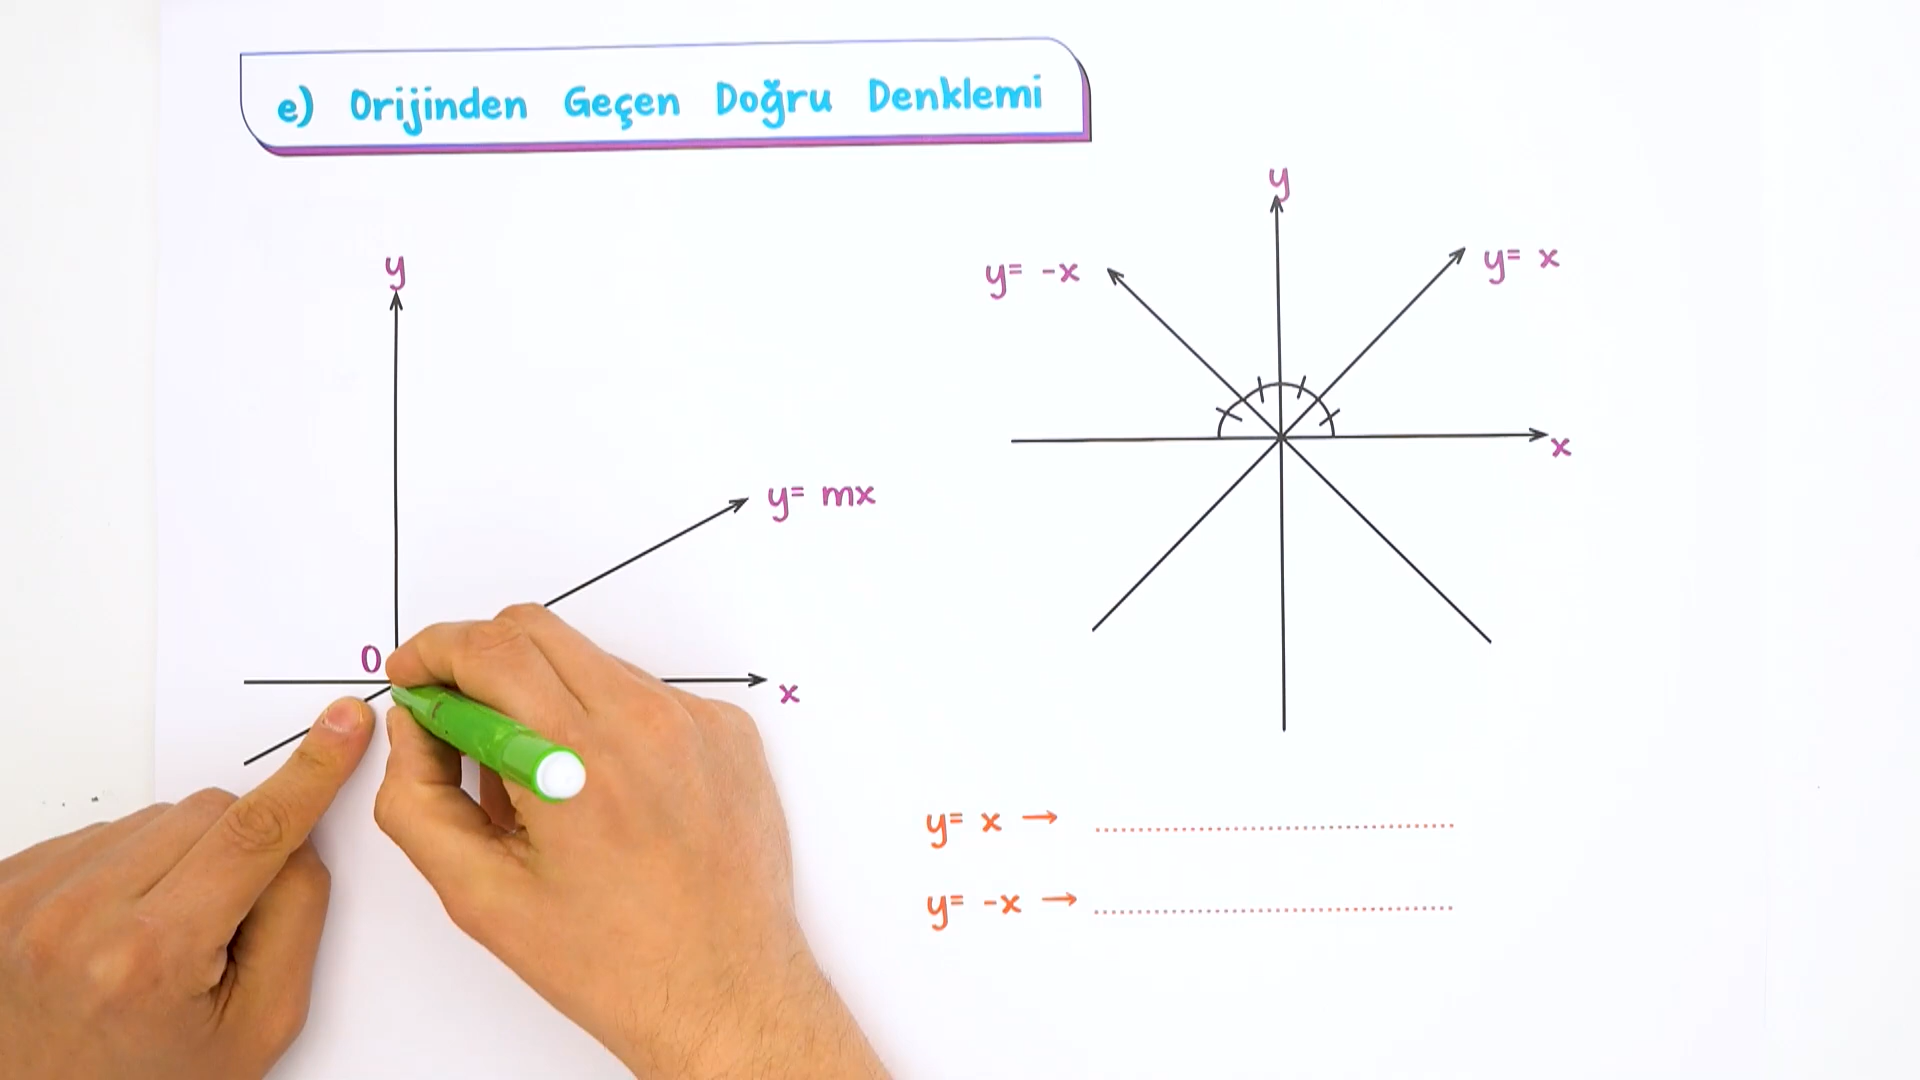 e) Orijinden Geçen Doğru Denklemi
y
y= mx
0
x
y
y= -x
y= x
x
y= x → ........................................
y= -x → ........................................